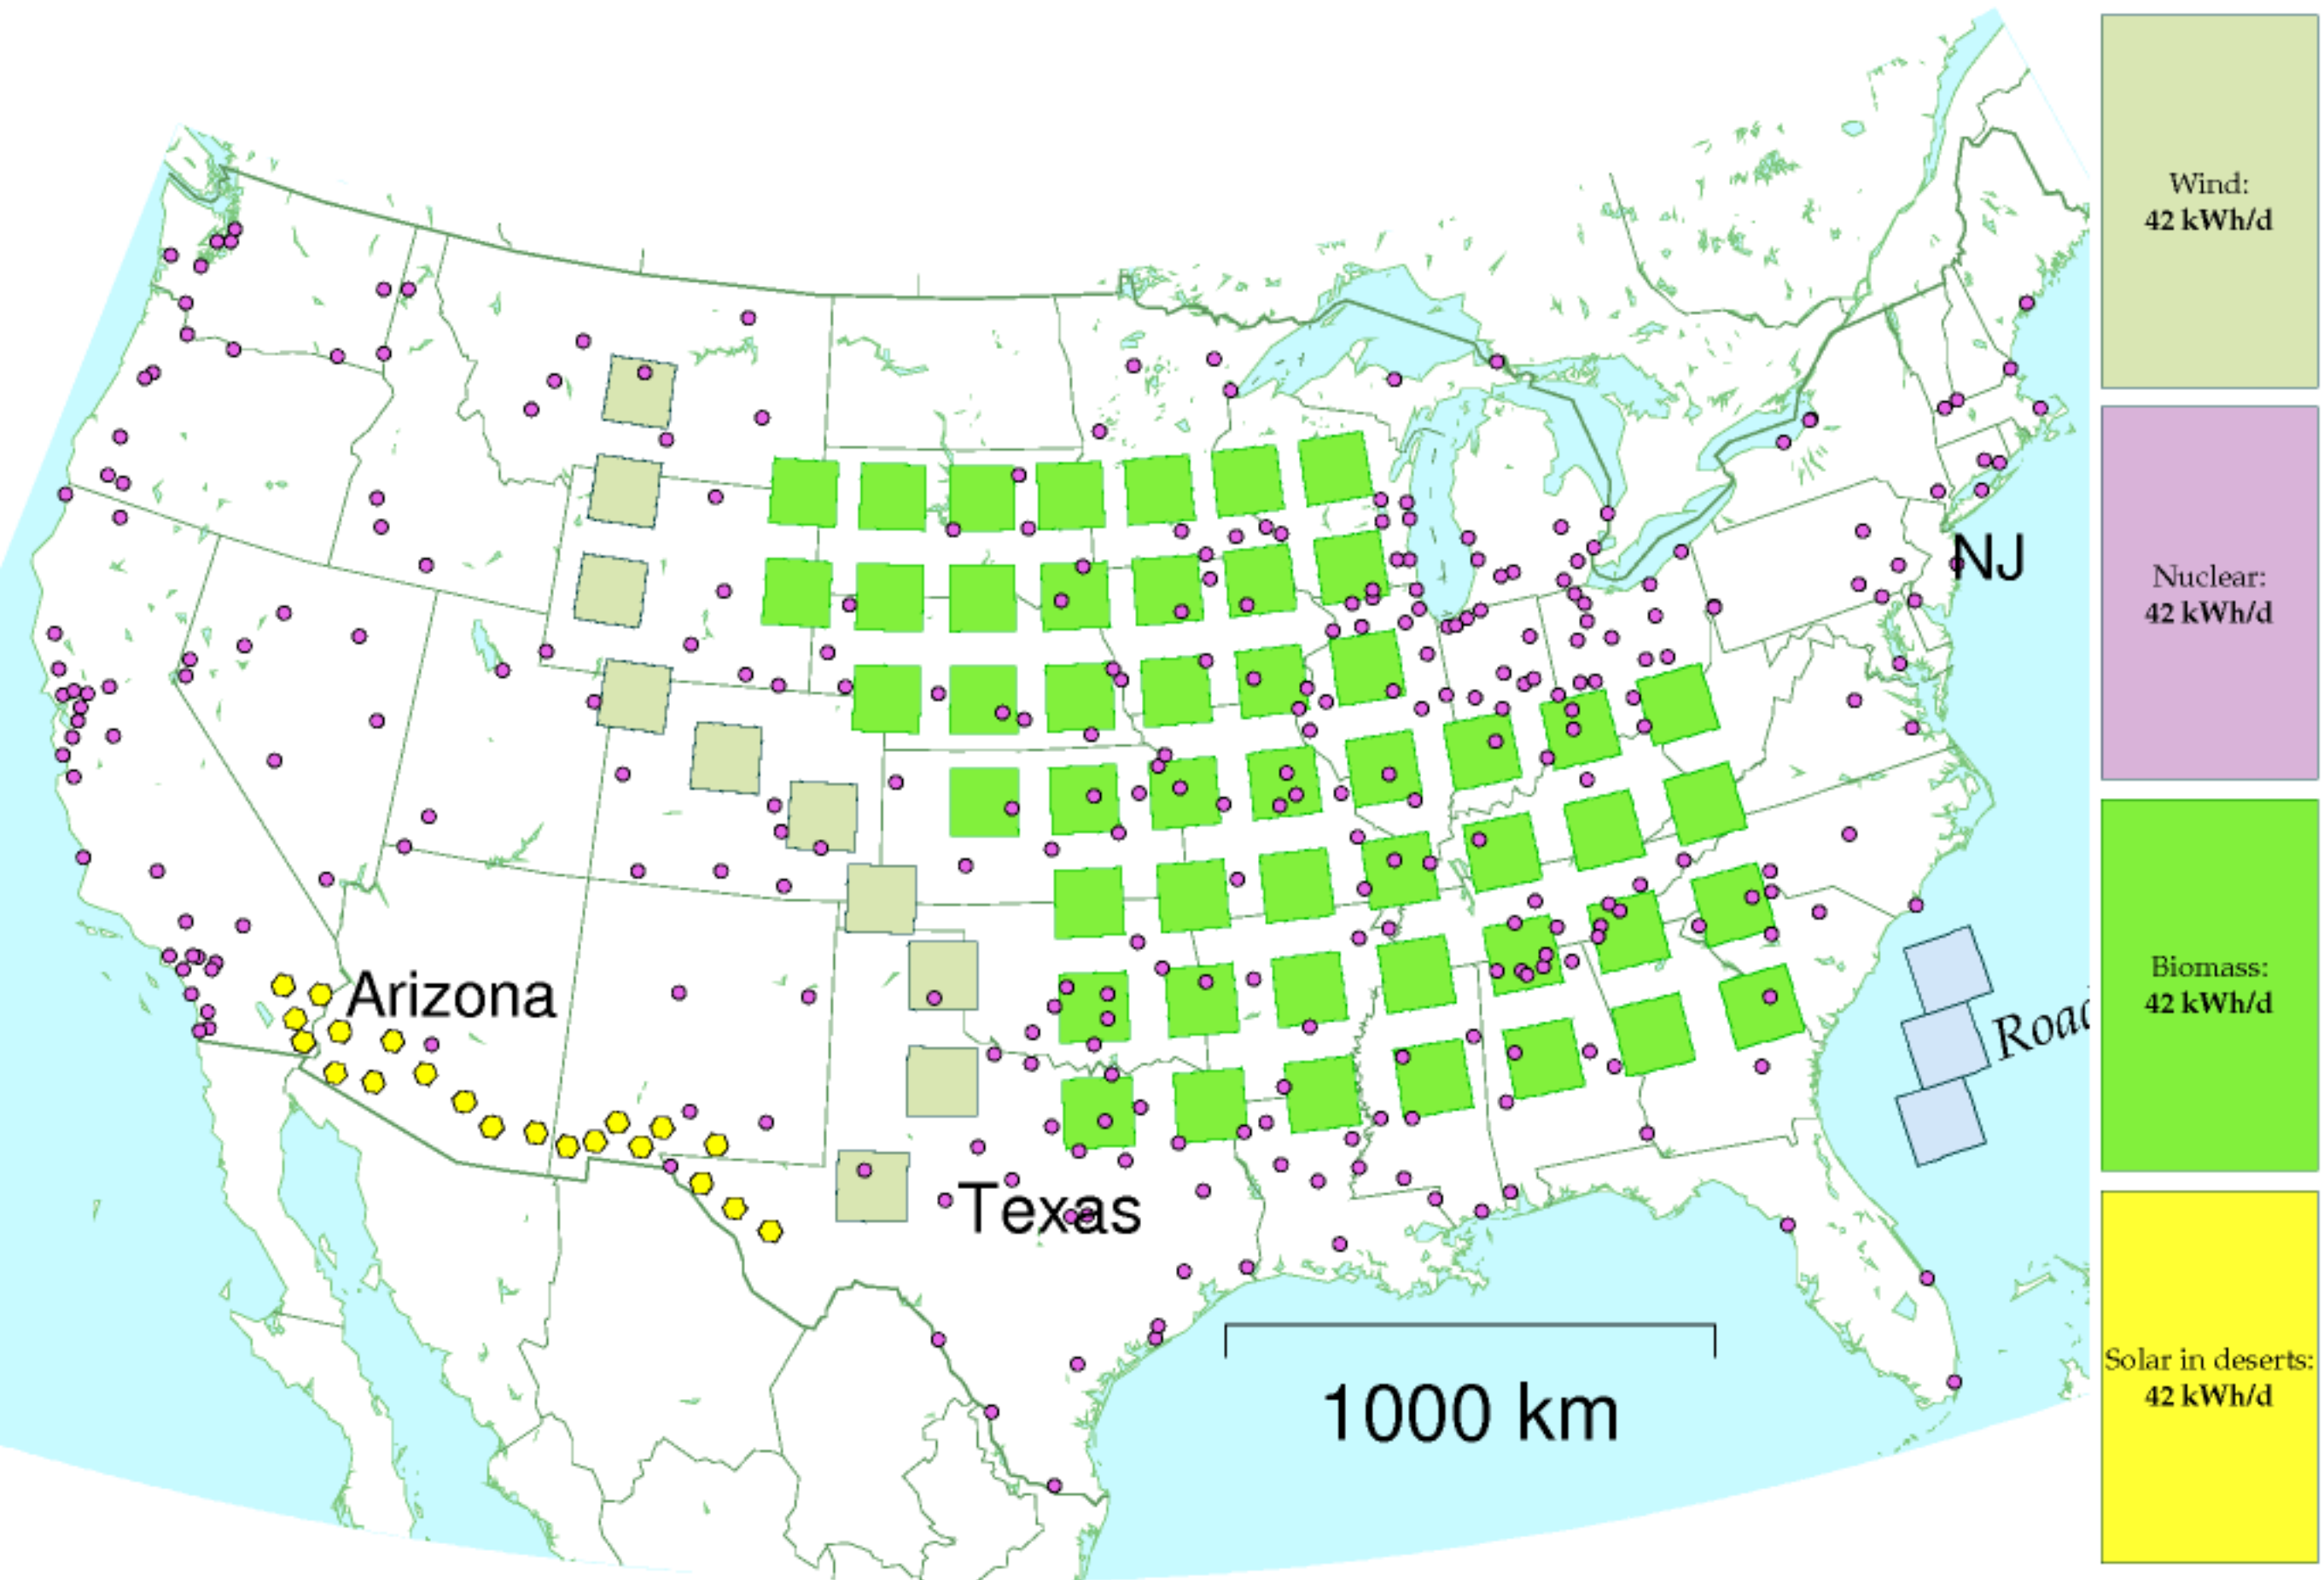 Wind:
42 kWh/d
Nuclear:
42 kWh/d
NJ
Biomass:
42 kWh/d
Arizona
Texas
1000 km
Solar in deserts:
42 kWh/d